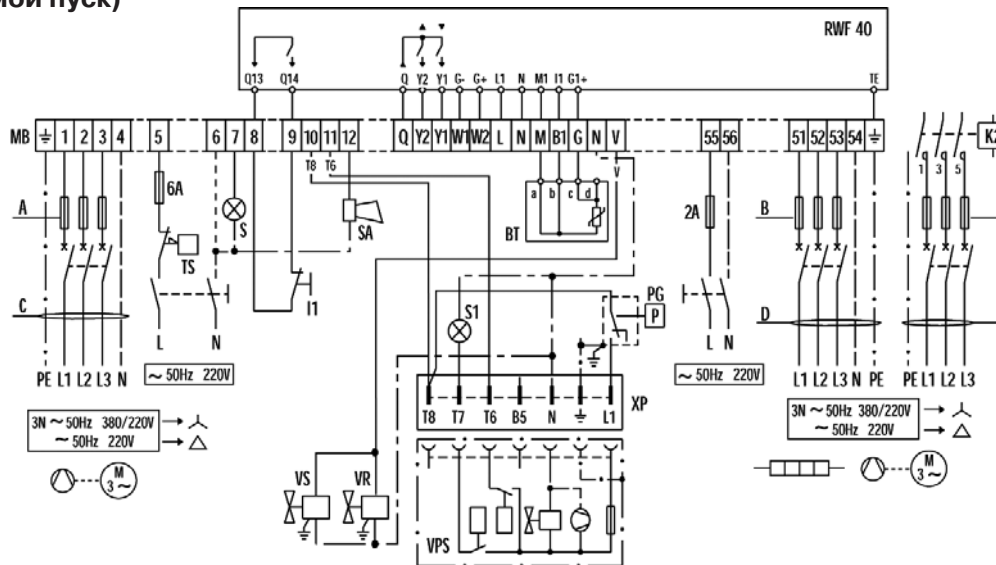 мой пуск)
RWF 40
Q13 Q14 Q Y2 Y1 G- G+ L1 N M1 I1 G1+ TE
MB 1 2 3 4 5 6 7 8 9 10 11 12 Q Y2 Y1 W1 W2 L N M B1 G N V 55 56 51 52 53 54
K2
T8 T6 V
1 3 5
6A
a b c d
A S SA BT 2A B
TS
C I1 S1 PG D
P
L N L N
PE L1 L2 L3 N L1 L2 L3 N PE PE L1 L2 L3
~ 50Hz 220V
~ 50Hz 220V
XP
T8 T7 T6 B5 N L1
3N ~ 50Hz 380/220V
~ 50Hz 220V
3N ~ 50Hz 380/220V
~ 50Hz 220V
M
3~
M
3~
VS VR
VPS